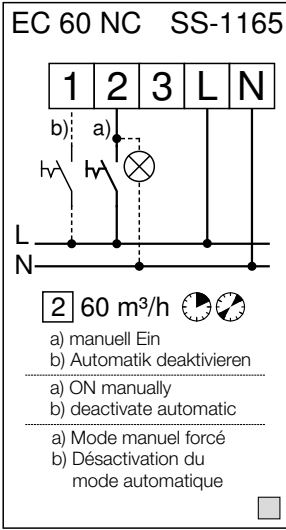 EC 60 NC SS-1165
1 2 3 L N
b) a)
L
N
2 60 m³/h
a) manuell Ein
b) Automatik deaktivieren
a) ON manually
b) deactivate automatic
a) Mode manuel forcé
b) Désactivation du
mode automatique